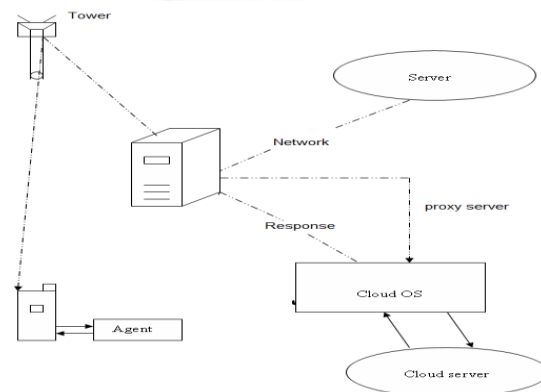 Tower
Server
Network
proxy server
Response
Cloud OS
Agent
Cloud server